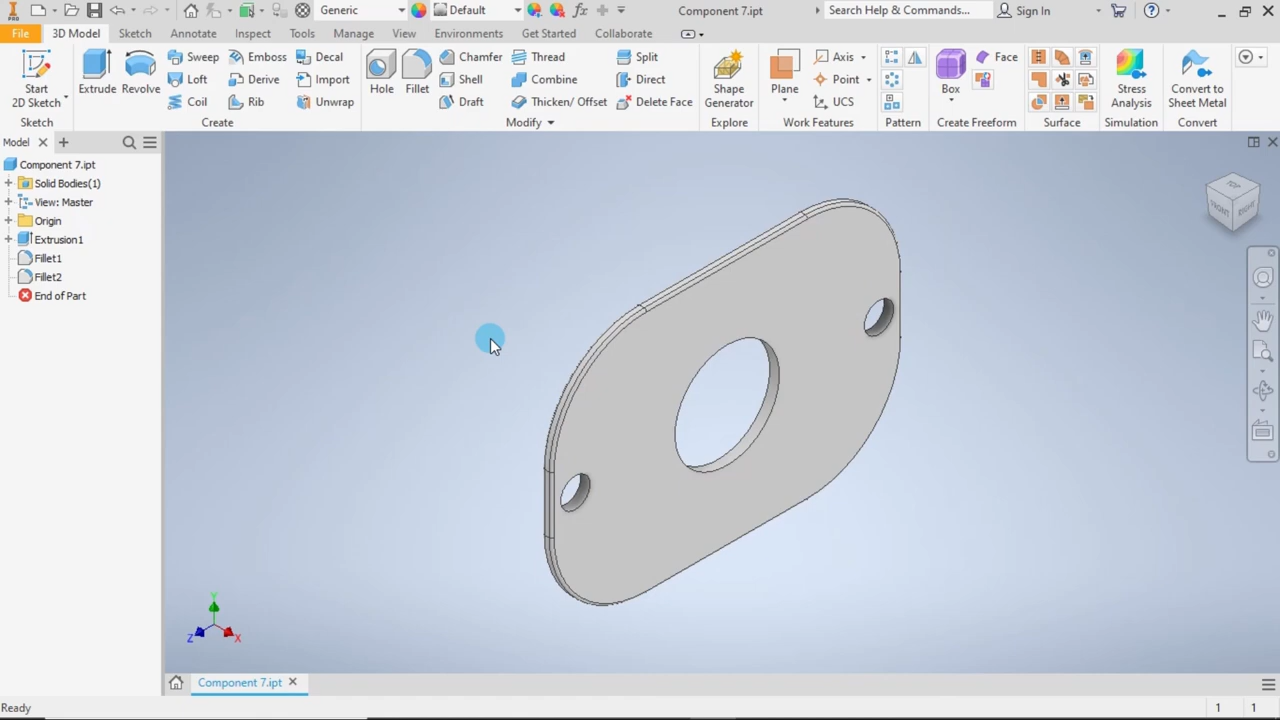 PRO
Generic
Default
fx
Component 7.ipt
Search Help & Commands...
Sign In
File
3D Model
Sketch
Annotate
Inspect
Tools
Manage
View
Environments
Get Started
Collaborate
Start
2D Sketch
Extrude
Revolve
Sweep
Loft
Coil
Emboss
Derive
Rib
Decal
Import
Unwrap
Hole
Fillet
Chamfer
Shell
Draft
Thread
Combine
Thicken/ Offset
Split
Direct
Delete Face
Shape
Generator
Plane
Axis
Point
UCS
Box
Face
Stress
Analysis
Convert to
Sheet Metal
Sketch
Create
Modify
Explore
Work Features
Pattern
Create Freeform
Surface
Simulation
Convert
Model
Component 7.ipt
Solid Bodies(1)
View: Master
Origin
Extrusion1
Fillet1
Fillet2
End of Part
TOP
FRONT
RIGHT
Y
Z
X
Component 7.ipt
Ready
1
1